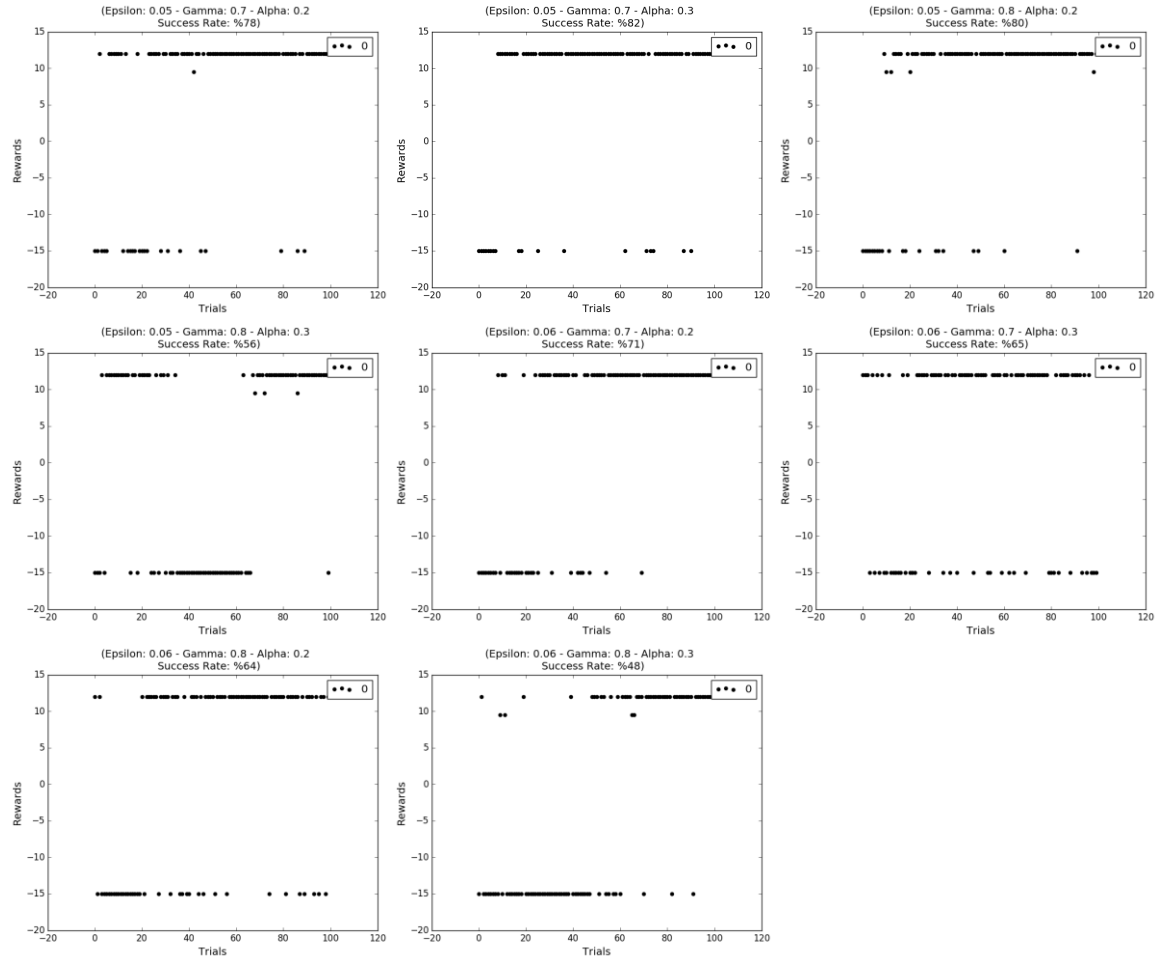 (Epsilon: 0.05 - Gamma: 0.7 - Alpha: 0.2
Success Rate: %78)
15
10
5
0
−5
−10
−15
−20
Rewards
0
−20 0 20 40 60 80 100 120
Trials
(Epsilon: 0.05 - Gamma: 0.7 - Alpha: 0.3
Success Rate: %82)
15
10
5
0
−5
−10
−15
−20
Rewards
0
−20 0 20 40 60 80 100 120
Trials
(Epsilon: 0.05 - Gamma: 0.8 - Alpha: 0.2
Success Rate: %80)
15
10
5
0
−5
−10
−15
−20
Rewards
0
−20 0 20 40 60 80 100 120
Trials
(Epsilon: 0.05 - Gamma: 0.8 - Alpha: 0.3
Success Rate: %56)
15
10
5
0
−5
−10
−15
−20
Rewards
0
−20 0 20 40 60 80 100 120
Trials
(Epsilon: 0.06 - Gamma: 0.7 - Alpha: 0.2
Success Rate: %71)
15
10
5
0
−5
−10
−15
−20
Rewards
0
−20 0 20 40 60 80 100 120
Trials
(Epsilon: 0.06 - Gamma: 0.7 - Alpha: 0.3
Success Rate: %65)
15
10
5
0
−5
−10
−15
−20
Rewards
0
−20 0 20 40 60 80 100 120
Trials
(Epsilon: 0.06 - Gamma: 0.8 - Alpha: 0.2
Success Rate: %64)
15
10
5
0
−5
−10
−15
−20
Rewards
0
−20 0 20 40 60 80 100 120
Trials
(Epsilon: 0.06 - Gamma: 0.8 - Alpha: 0.3
Success Rate: %48)
15
10
5
0
−5
−10
−15
−20
Rewards
0
−20 0 20 40 60 80 100 120
Trials